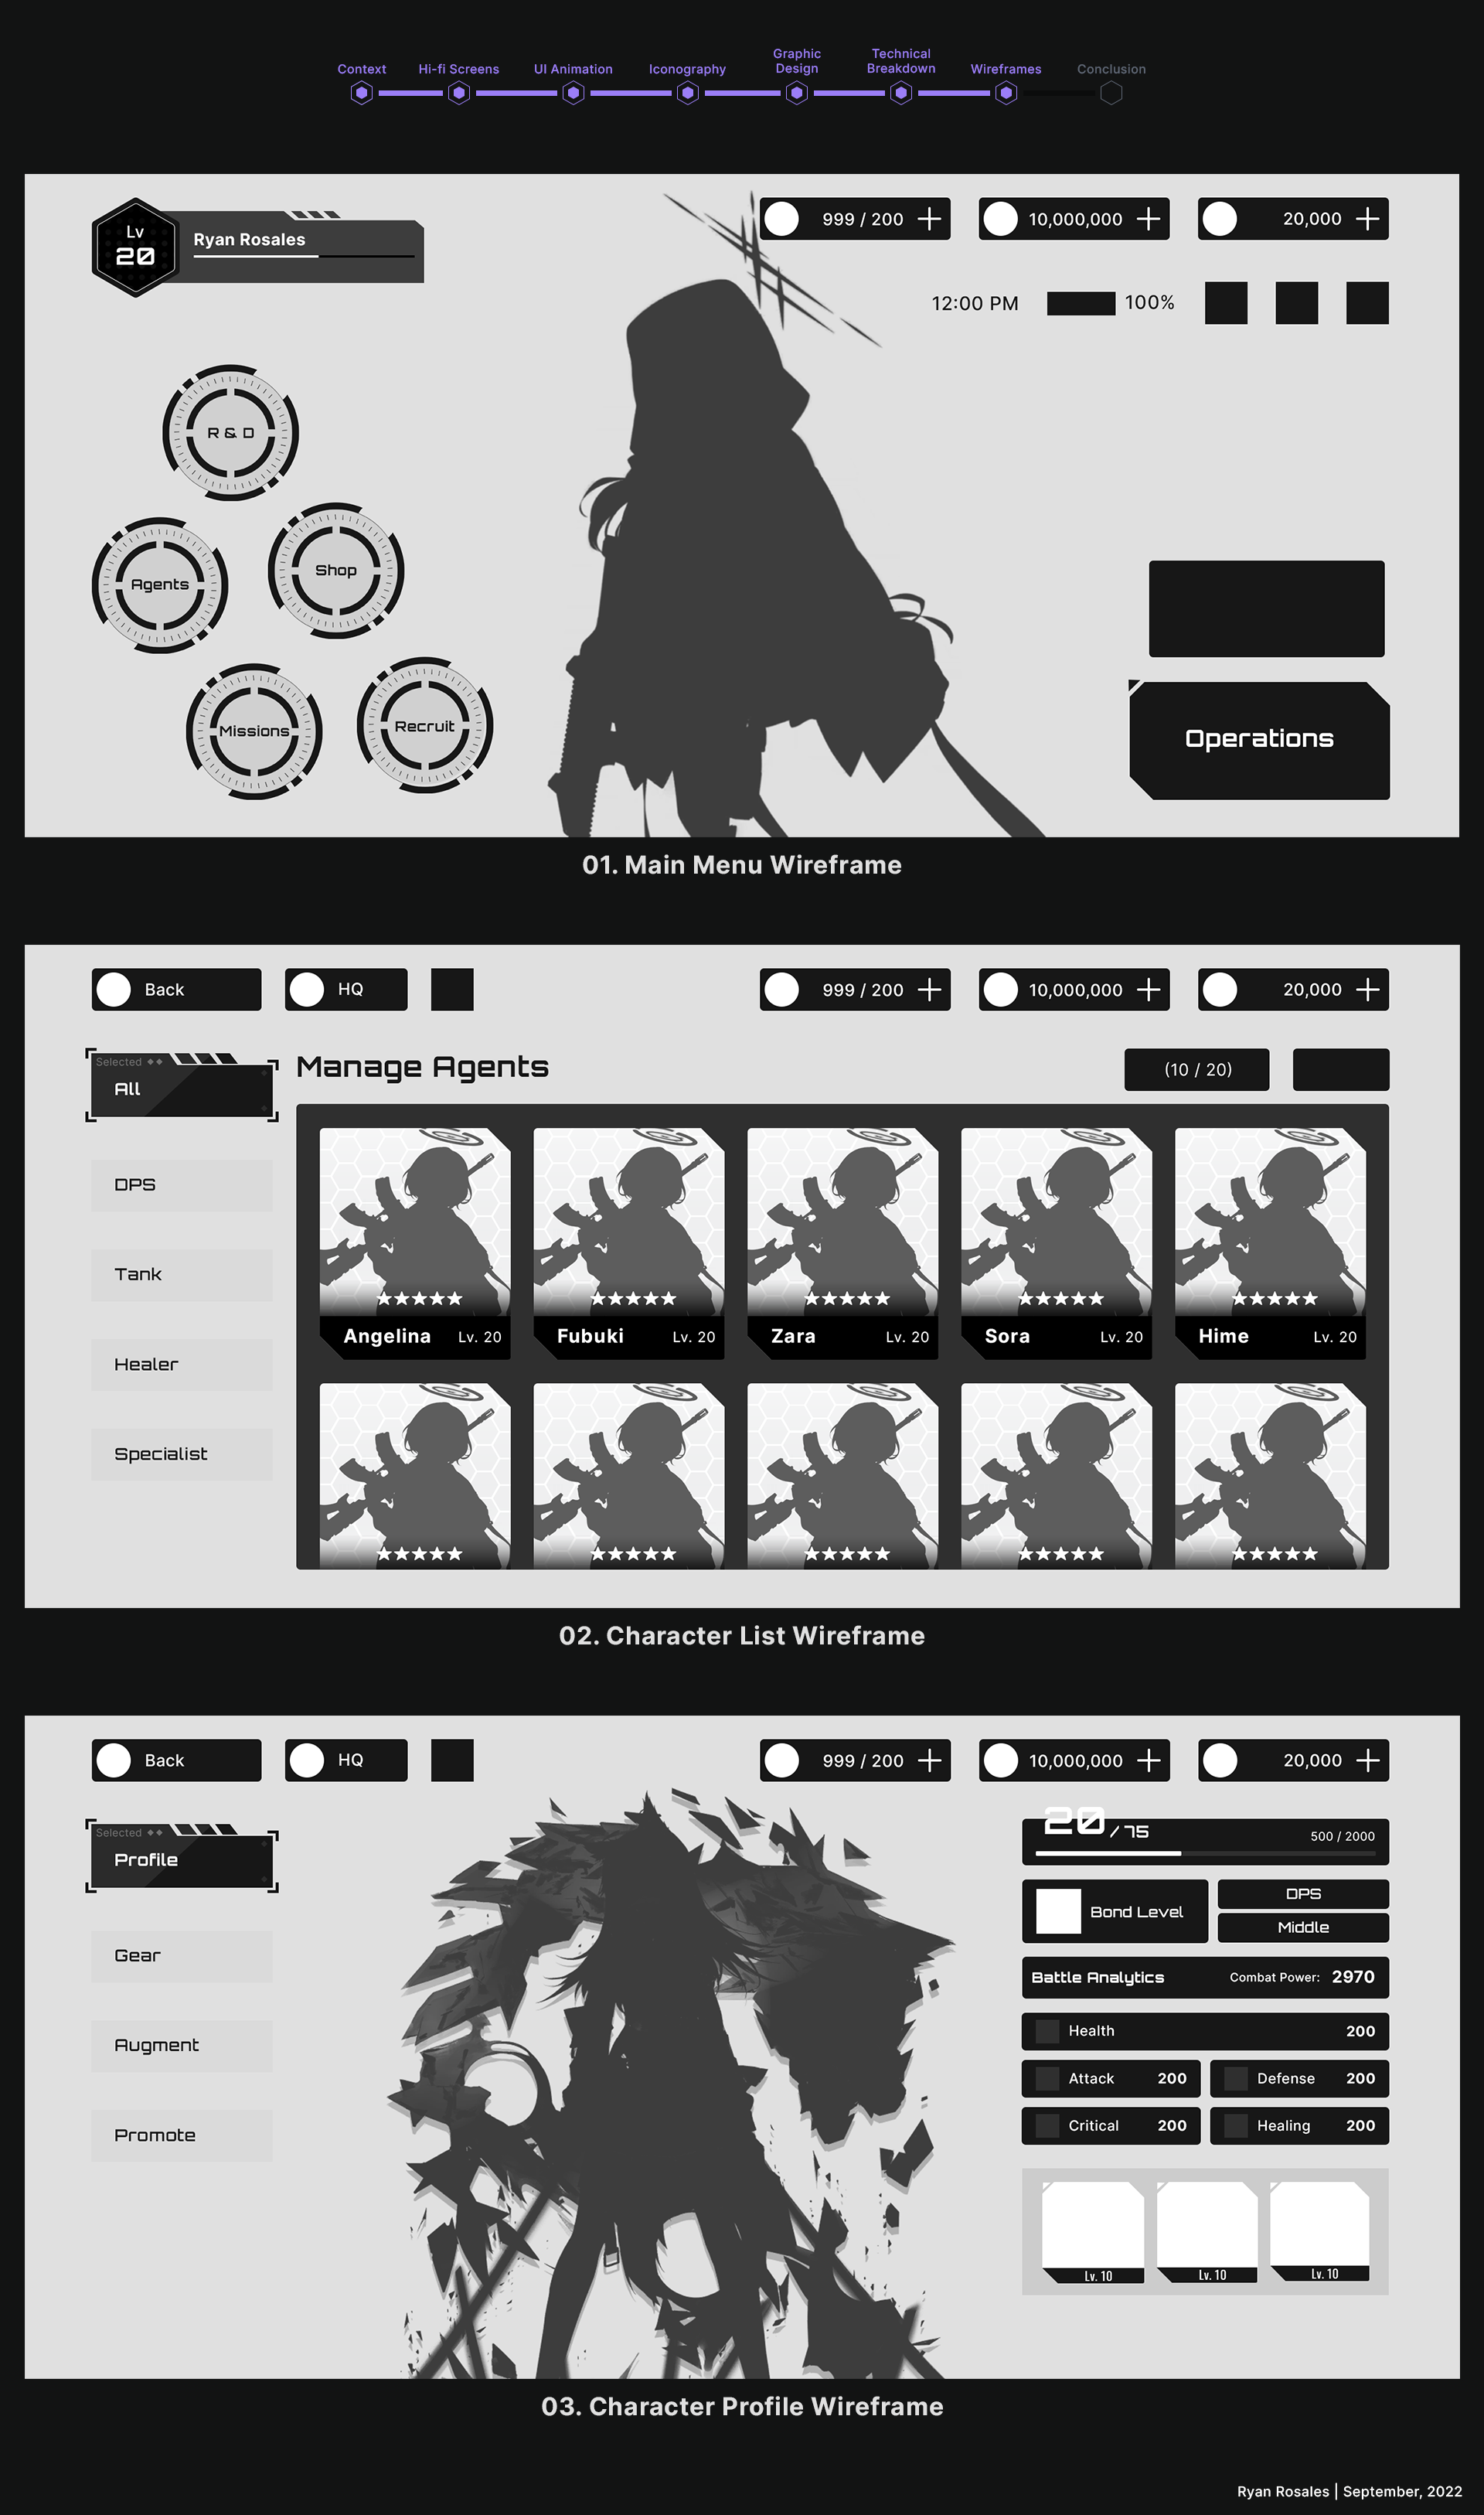 Context
Hi-fi Screens
UI Animation
Iconography
Graphic
Design
Technical
Breakdown
Wireframes
Conclusion
Lv
20
Ryan Rosales
999 / 200
10,000,000
20,000
12:00 PM
100%
R & D
Agents
Shop
Missions
Recruit
Operations
01. Main Menu Wireframe
Back
HQ
999 / 200
10,000,000
20,000
Selected
All
DPS
Tank
Healer
Specialist
Manage Agents
(10 / 20)
Angelina Lv. 20
Fubuki Lv. 20
Zara Lv. 20
Sora Lv. 20
Hime Lv. 20
02. Character List Wireframe
Back
HQ
999 / 200
10,000,000
20,000
Selected
Profile
Gear
Augment
Promote
20 / 75
500 / 2000
Bond Level
DPS
Middle
Battle Analytics
Combat Power: 2970
Health 200
Attack 200
Defense 200
Critical 200
Healing 200
Lv. 10
Lv. 10
Lv. 10
03. Character Profile Wireframe
Ryan Rosales | September, 2022